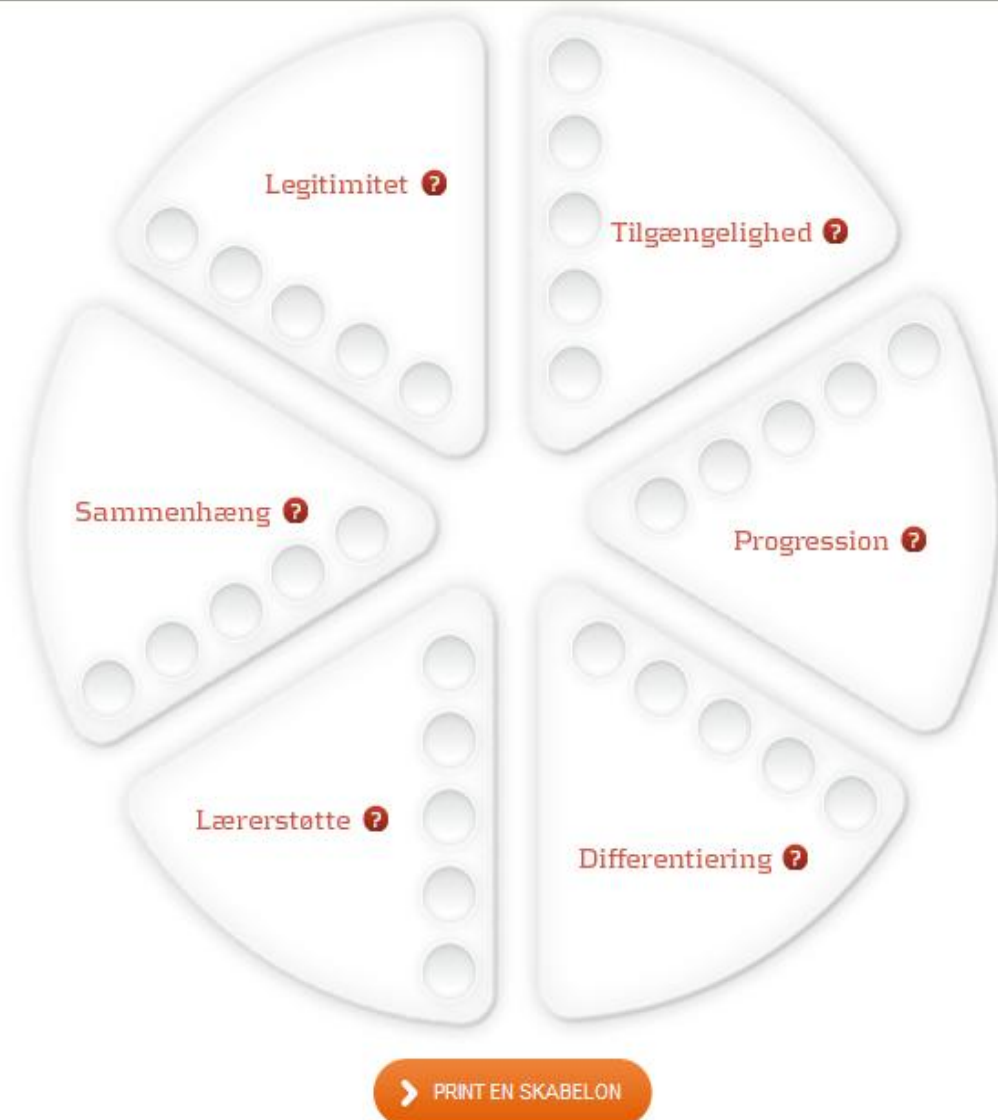 Legitimitet ?
Tilgængelighed ?
Sammenhæng ?
Progression ?
Lærerstøtte ?
Differentiering ?
PRINT EN SKABELON